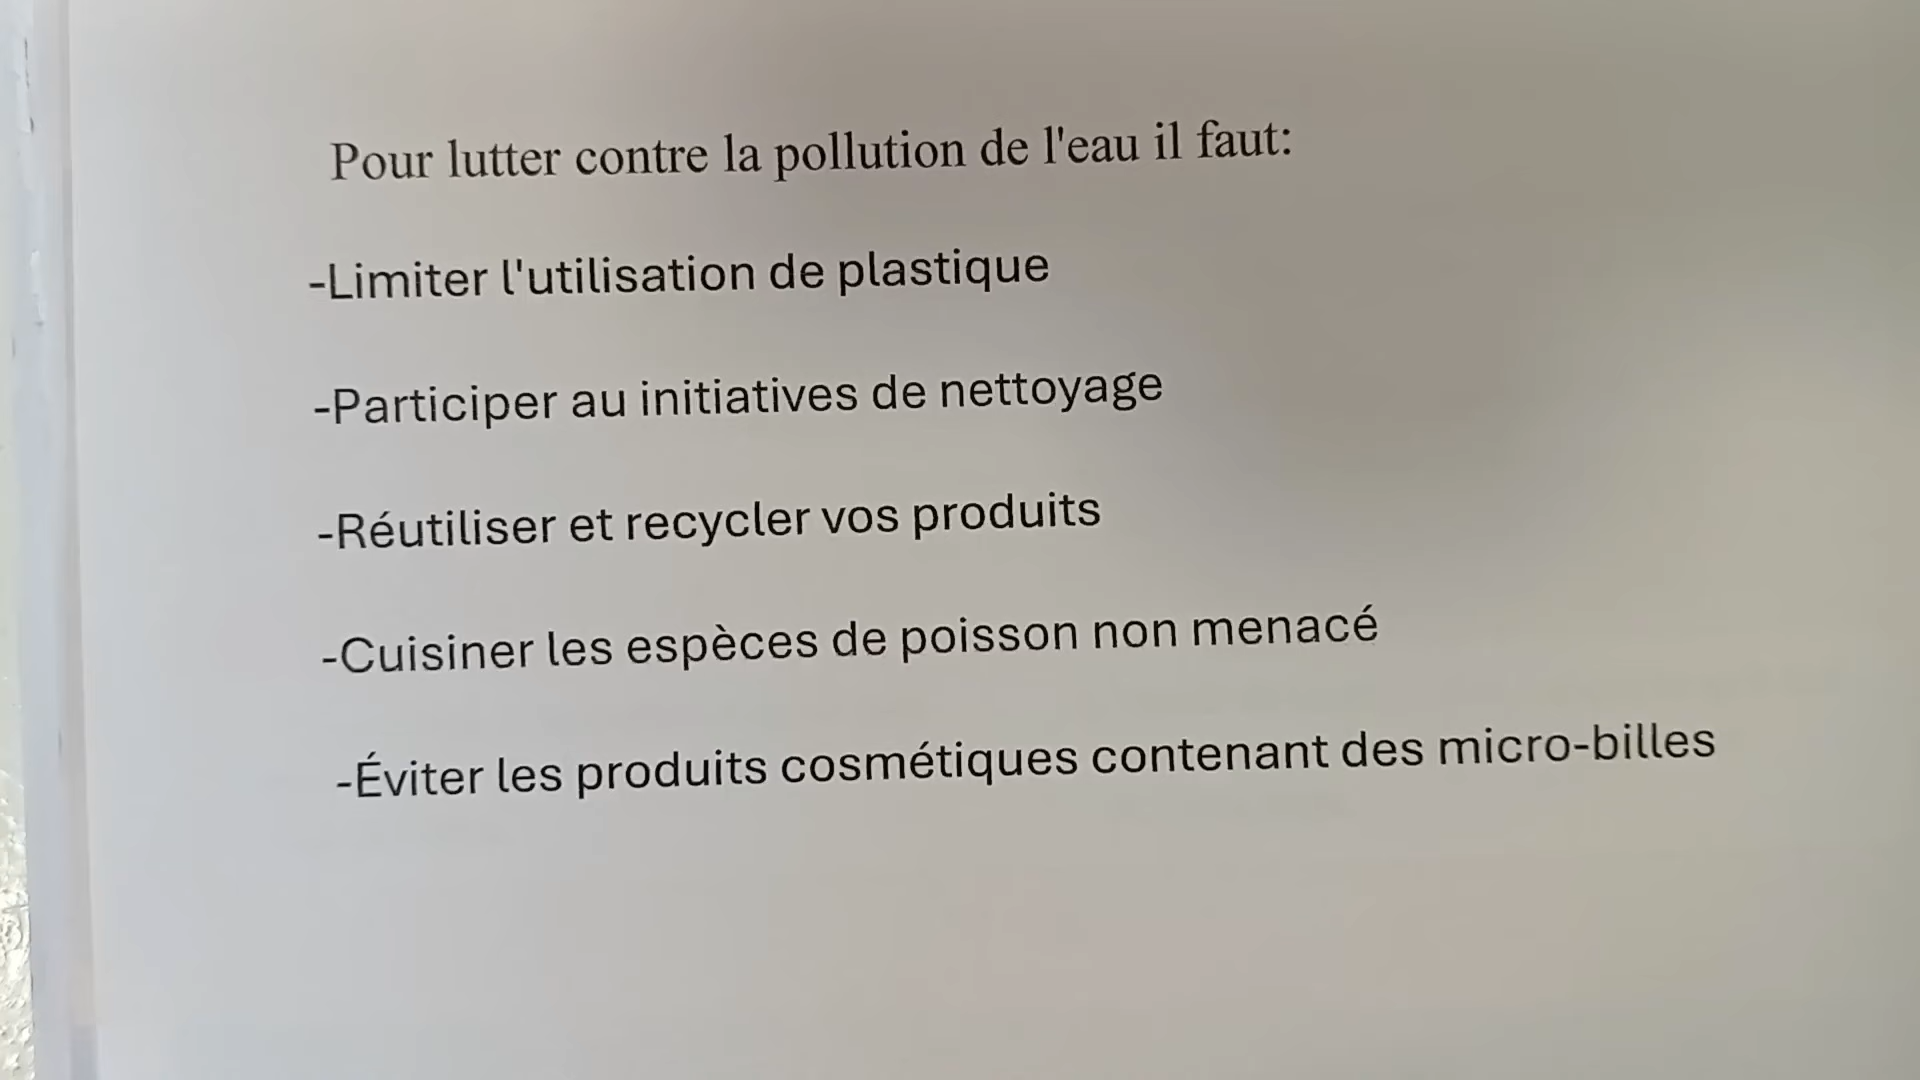 Pour lutter contre la pollution de l'eau il faut:
-Limiter l'utilisation de plastique
-Participer au initiatives de nettoyage
-Réutiliser et recycler vos produits
-Cuisiner les espèces de poisson non menacé
-Éviter les produits cosmétiques contenant des micro-billes